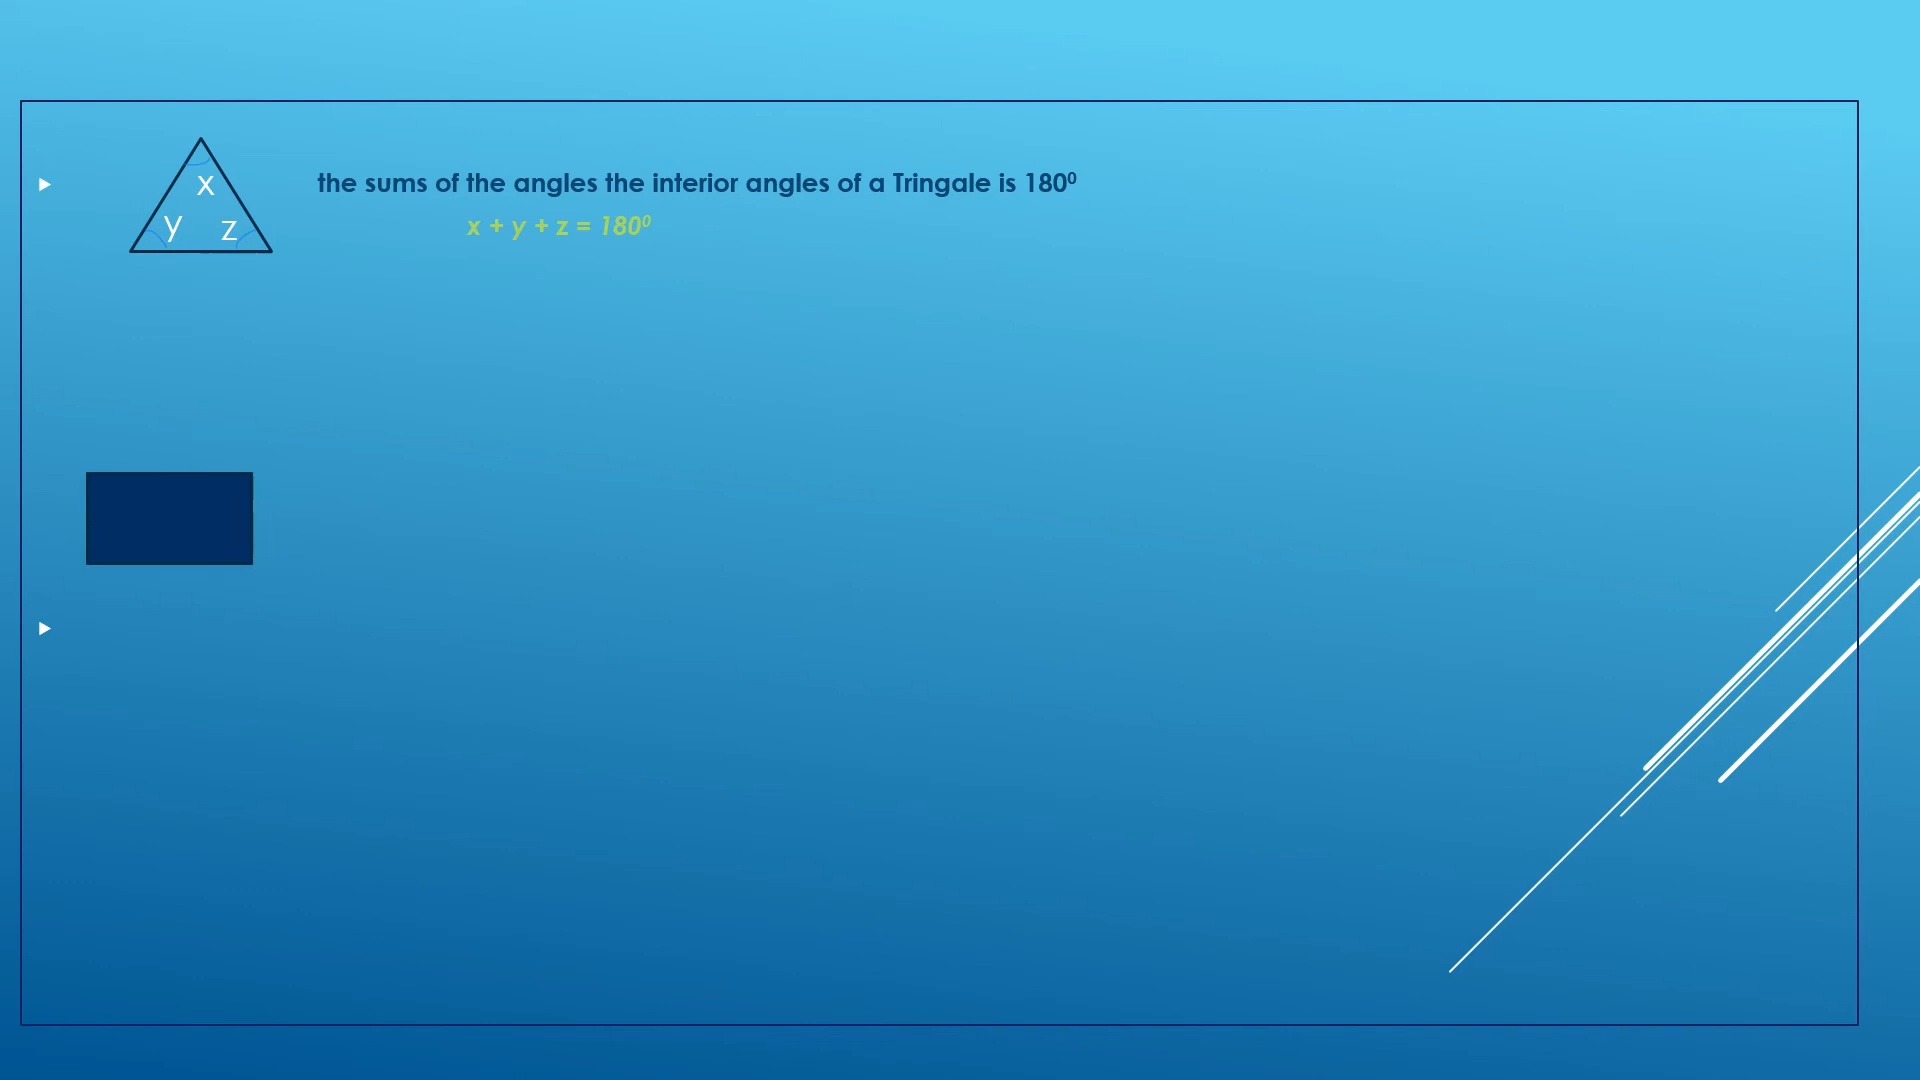 x
y z
the sums of the angles the interior angles of a Tringale is 180⁰
x + y + z = 180⁰